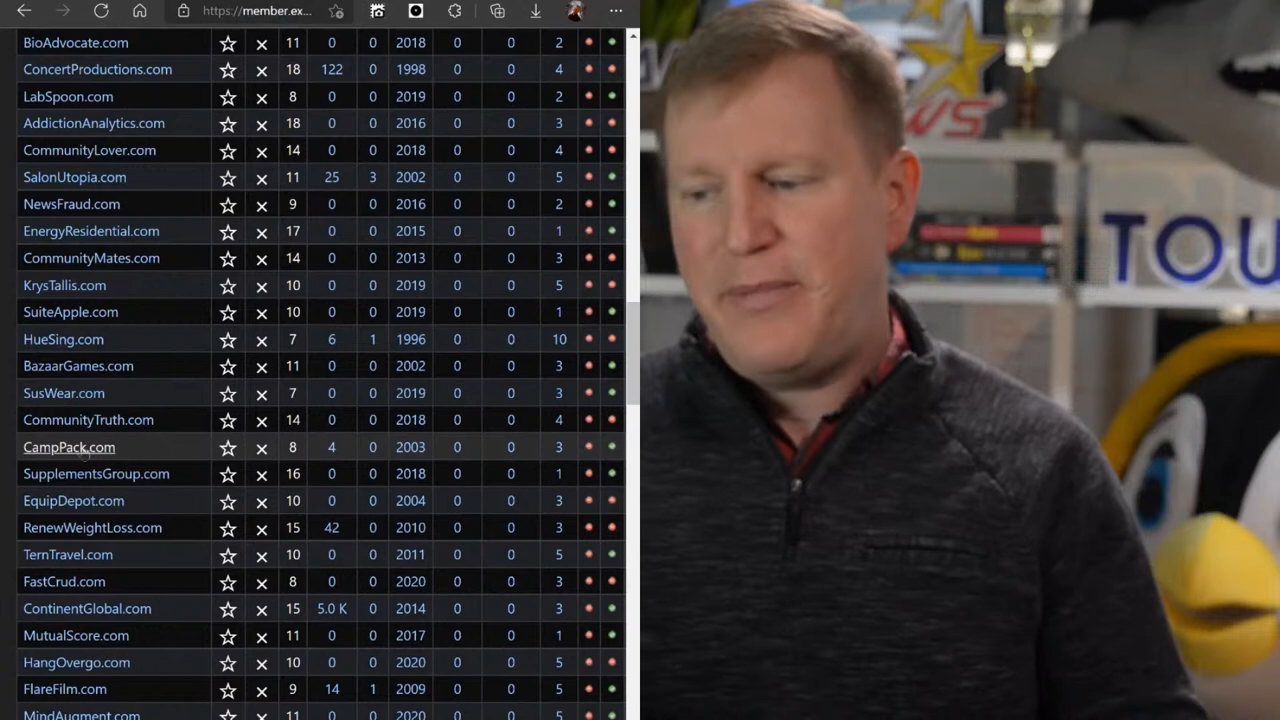 https://member.ex...
BioAdvocate.com 11 0 0 2018 0 0 2
ConcertProductions.com 18 122 0 1998 0 0 4
LabSpoon.com 8 0 0 2019 0 0 2
AddictionAnalytics.com 18 0 0 2016 0 0 3
CommunityLover.com 14 0 0 2018 0 0 4
SalonUtopia.com 11 25 3 2002 0 0 5
NewsFraud.com 9 0 0 2016 0 0 2
EnergyResidential.com 17 0 0 2015 0 0 1
CommunityMates.com 14 0 0 2013 0 0 3
KrysTallis.com 10 0 0 2019 0 0 5
SuiteApple.com 10 0 0 2019 0 0 1
HueSing.com 7 6 1 1996 0 0 10
BazaarGames.com 11 0 0 2002 0 0 3
SusWear.com 7 0 0 2019 0 0 3
CommunityTruth.com 14 0 0 2018 0 0 4
CampPack.com 8 4 0 2003 0 0 3
SupplementsGroup.com 16 0 0 2018 0 0 1
EquipDepot.com 10 0 0 2004 0 0 3
RenewWeightLoss.com 15 42 0 2010 0 0 3
TernTravel.com 10 0 0 2011 0 0 5
FastCrud.com 8 0 0 2020 0 0 3
ContinentGlobal.com 15 5.0 K 0 2014 0 0 3
MutualScore.com 11 0 0 2017 0 0 1
HangOvergo.com 10 0 0 2020 0 0 5
FlareFilm.com 9 14 1 2009 0 0 5
MindAugment.com 11 0 0 2020 0 0 5
WS
TOU